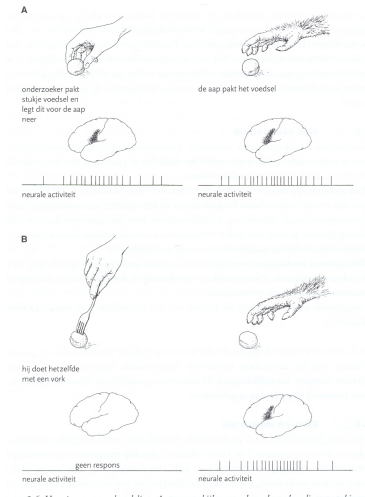 A
onderzoeker pakt
stukje voedsel en
legt dit voor de aap
neer
de aap pakt het voedsel
neurale activiteit
neurale activiteit
B
hij doet hetzelfde
met een vork
geen respons
neurale activiteit
neurale activiteit